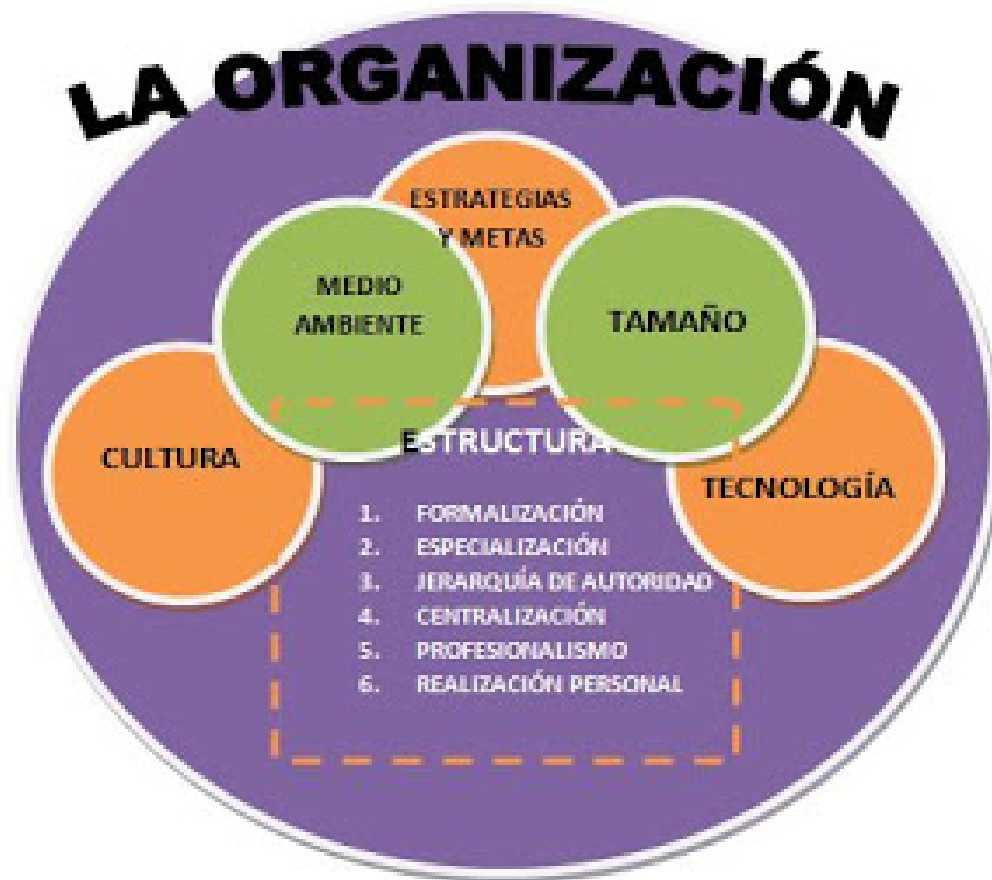 LA ORGANIZACIÓN
ESTRATEGIAS
Y METAS
MEDIO
AMBIENTE
TAMAÑO
CULTURA
TECNOLOGÍA
ESTRUCTURA
1. FORMALIZACIÓN
2. ESPECIALIZACIÓN
3. JERARQUÍA DE AUTORIDAD
4. CENTRALIZACIÓN
5. PROFESIONALISMO
6. REALIZACIÓN PERSONAL